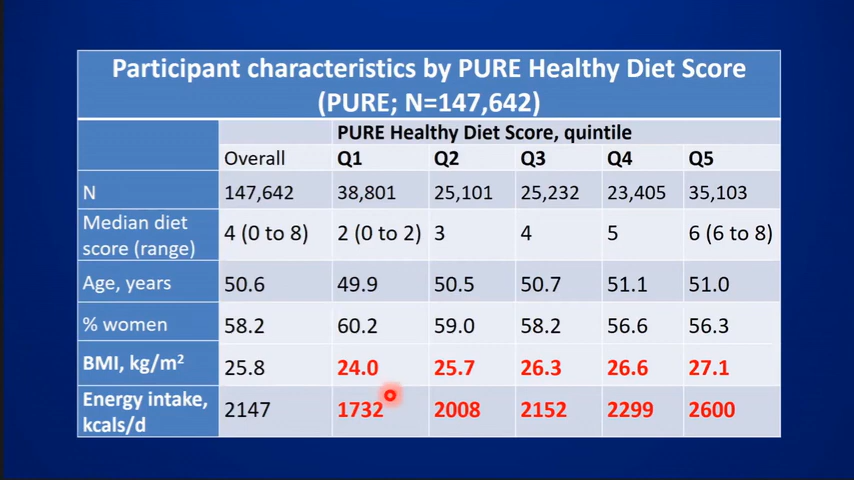 Participant characteristics by PURE Healthy Diet Score
(PURE; N=147,642)
PURE Healthy Diet Score, quintile
Overall Q1 Q2 Q3 Q4 Q5
N 147,642 38,801 25,101 25,232 23,405 35,103
Median diet
score (range) 4 (0 to 8) 2 (0 to 2) 3 4 5 6 (6 to 8)
Age, years 50.6 49.9 50.5 50.7 51.1 51.0
% women 58.2 60.2 59.0 58.2 56.6 56.3
BMI, kg/m² 25.8 24.0 25.7 26.3 26.6 27.1
Energy intake,
kcals/d 2147 1732 2008 2152 2299 2600